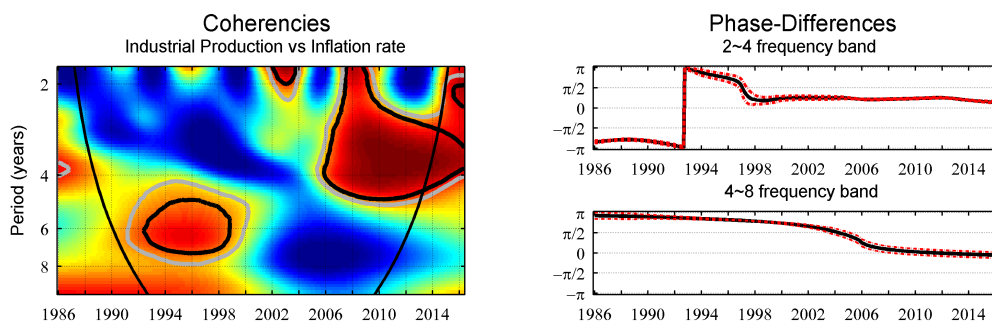 Coherencies
Industrial Production vs Inflation rate
Period (years)
2
4
6
8
1986 1990 1994 1998 2002 2006 2010 2014
Phase-Differences
2~4 frequency band
π
π/2
0
−π/2
−π
1986 1990 1994 1998 2002 2006 2010 2014
4~8 frequency band
π
π/2
0
−π/2
−π
1986 1990 1994 1998 2002 2006 2010 2014